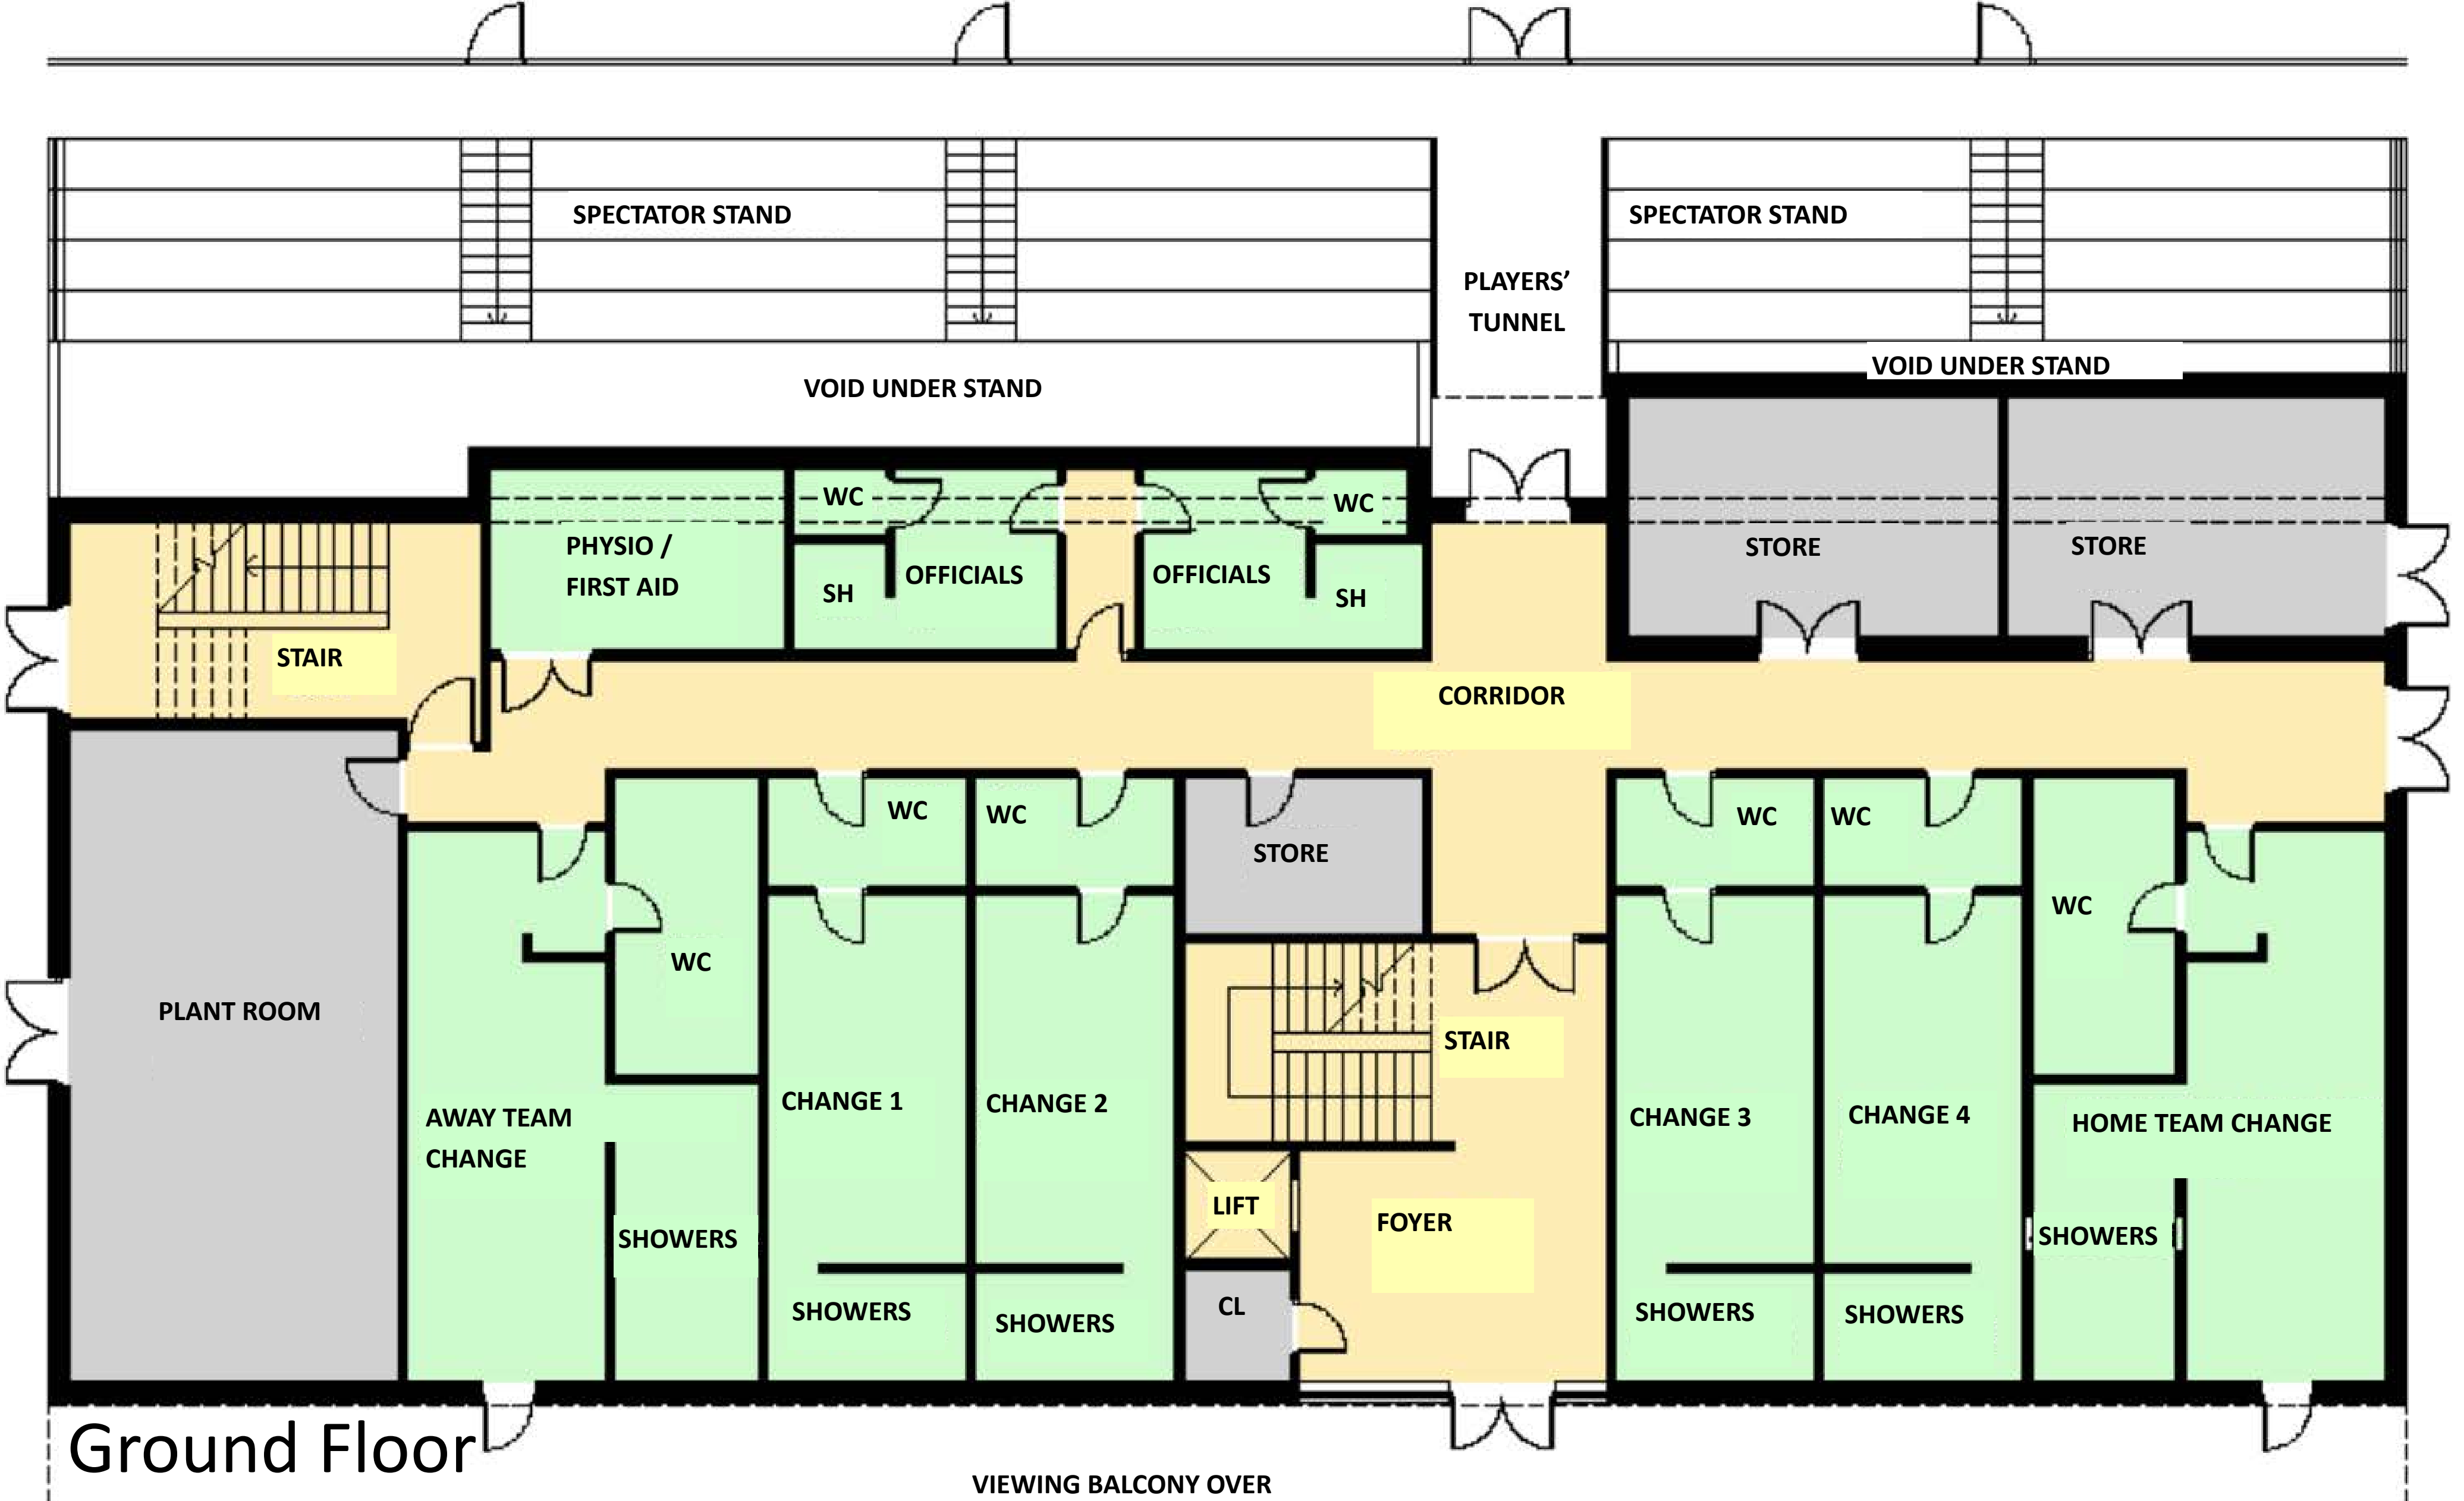 SPECTATOR STAND
SPECTATOR STAND
PLAYERS’
TUNNEL
VOID UNDER STAND
VOID UNDER STAND
WC
WC
PHYSIO /
FIRST AID
SH
OFFICIALS
OFFICIALS
SH
STORE
STORE
STAIR
CORRIDOR
WC
WC
WC
WC
STORE
WC
WC
PLANT ROOM
STAIR
AWAY TEAM
CHANGE
CHANGE 1
CHANGE 2
CHANGE 3
CHANGE 4
HOME TEAM CHANGE
LIFT
FOYER
SHOWERS
SHOWERS
CL
SHOWERS
SHOWERS
SHOWERS
SHOWERS
Ground Floor
VIEWING BALCONY OVER